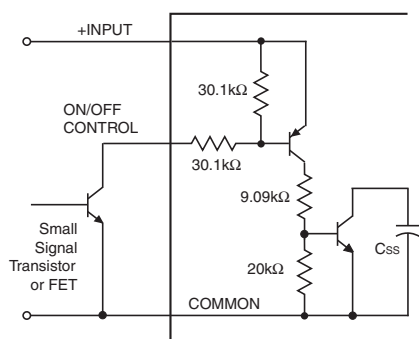 +INPUT
30.1kΩ
ON/OFF
CONTROL
30.1kΩ
9.09kΩ
Small
Signal
Transistor
or FET
CSS
20kΩ
COMMON